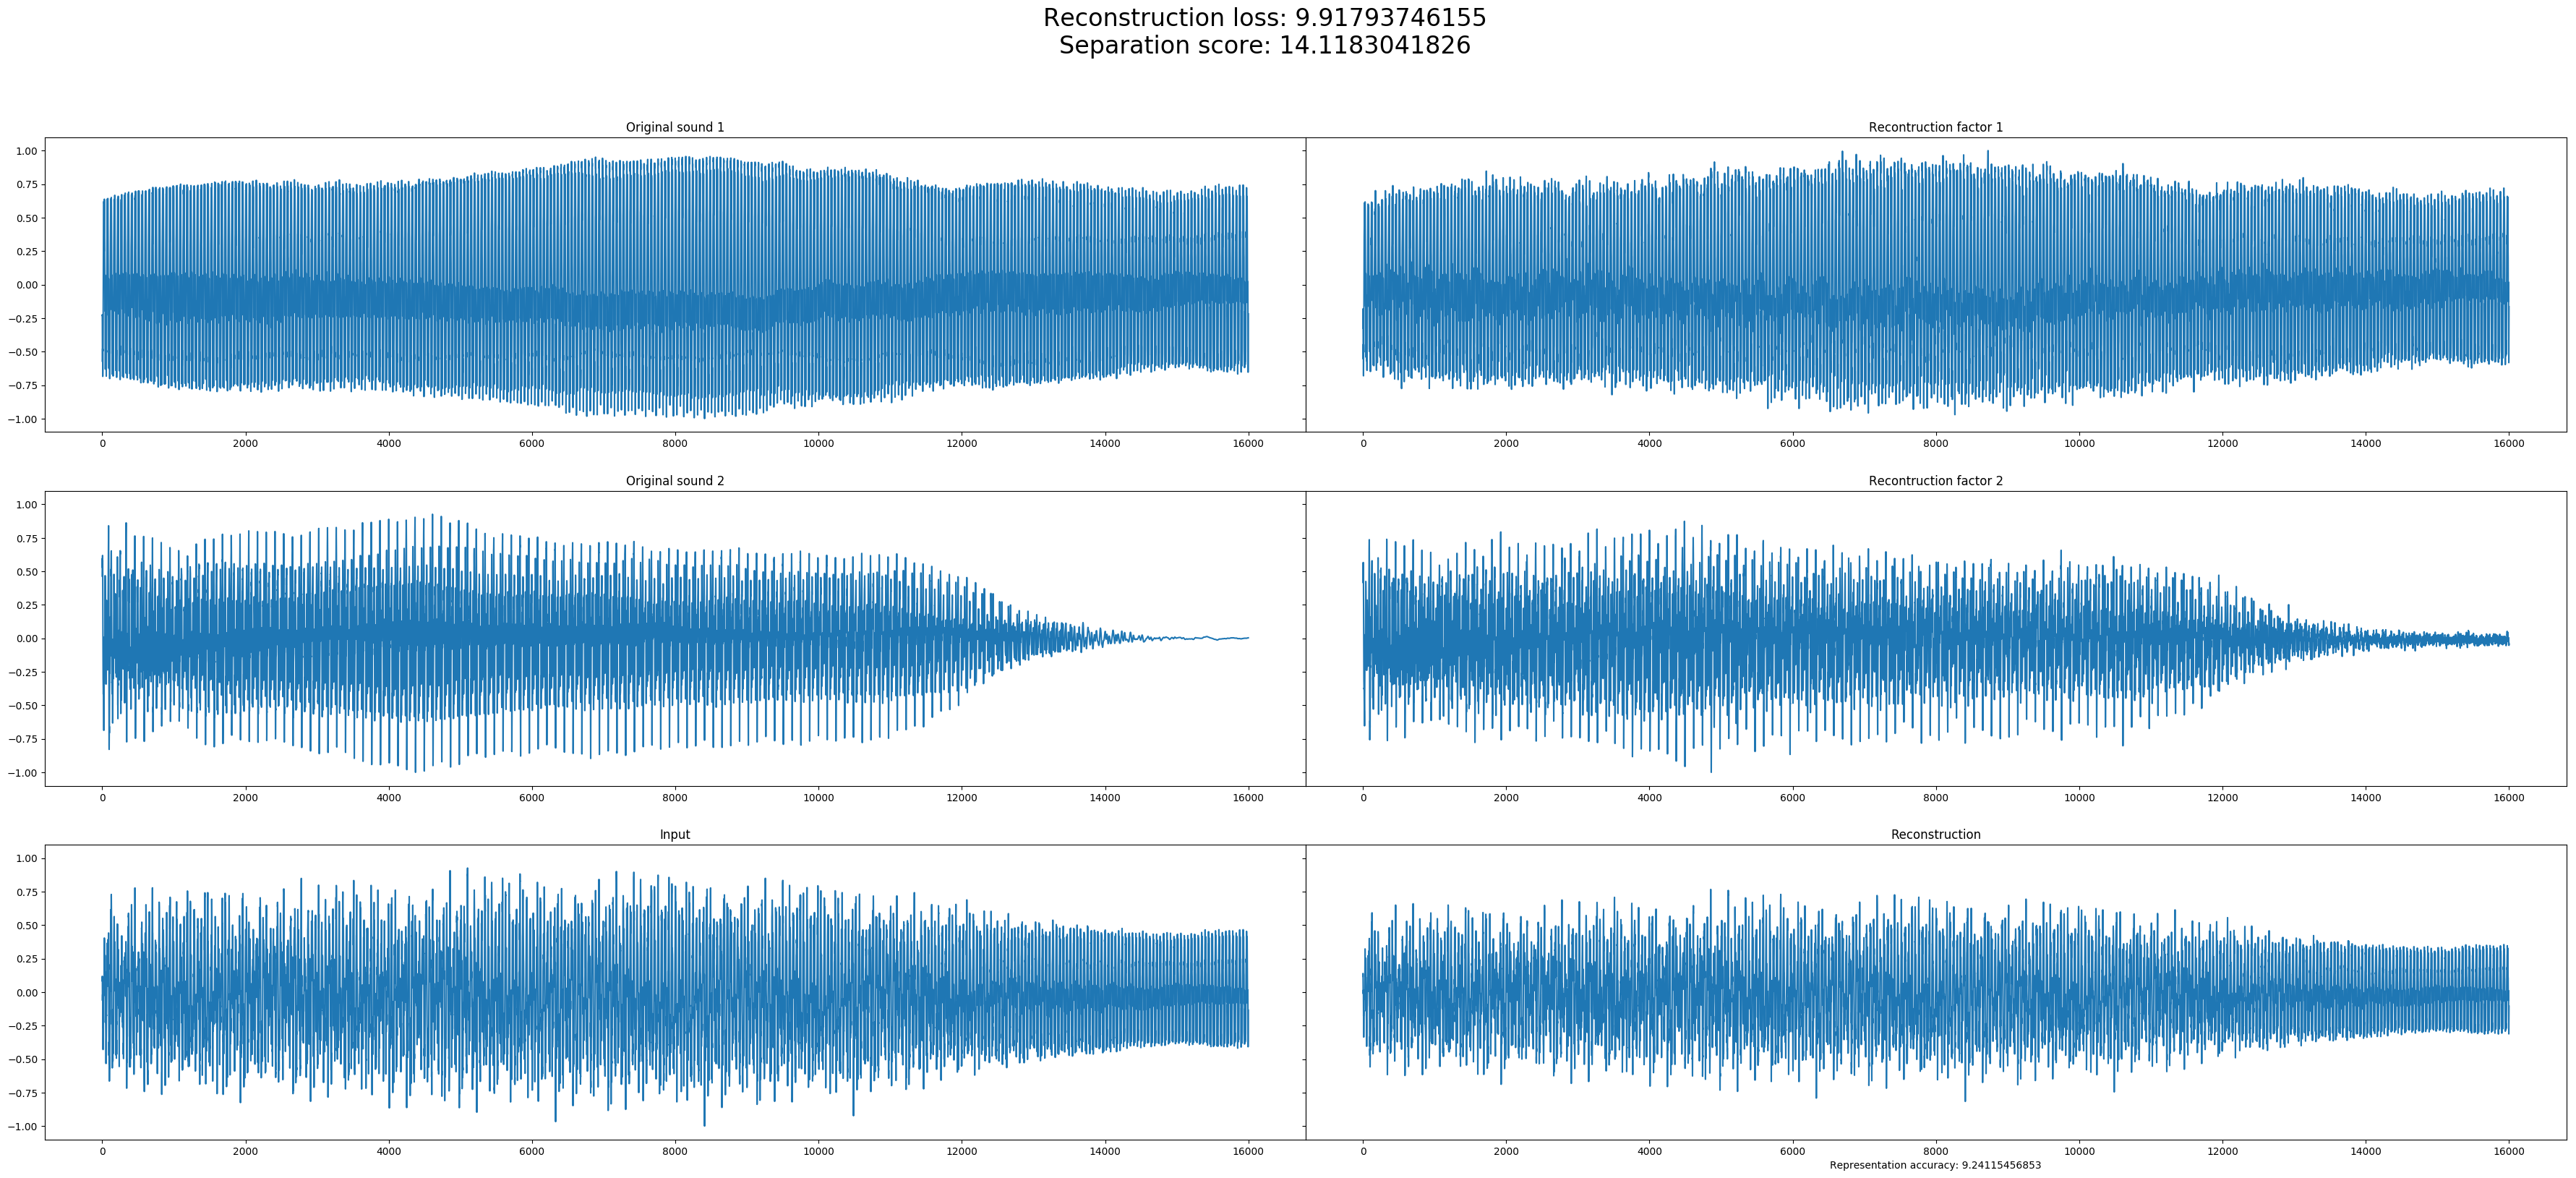 Reconstruction loss: 9.91793746155
Separation score: 14.1183041826
Original sound 1
Recontruction factor 1
1.00
0.75
0.50
0.25
0.00
−0.25
−0.50
−0.75
−1.00
0 2000 4000 6000 8000 10000 12000 14000 16000
0 2000 4000 6000 8000 10000 12000 14000 16000
Original sound 2
Reconstruction factor 2
1.00
0.75
0.50
0.25
0.00
−0.25
−0.50
−0.75
−1.00
0 2000 4000 6000 8000 10000 12000 14000 16000
0 2000 4000 6000 8000 10000 12000 14000 16000
Input
Reconstruction
1.00
0.75
0.50
0.25
0.00
−0.25
−0.50
−0.75
−1.00
0 2000 4000 6000 8000 10000 12000 14000 16000
0 2000 4000 6000 8000 10000 12000 14000 16000
Representation accuracy: 9.24115456853